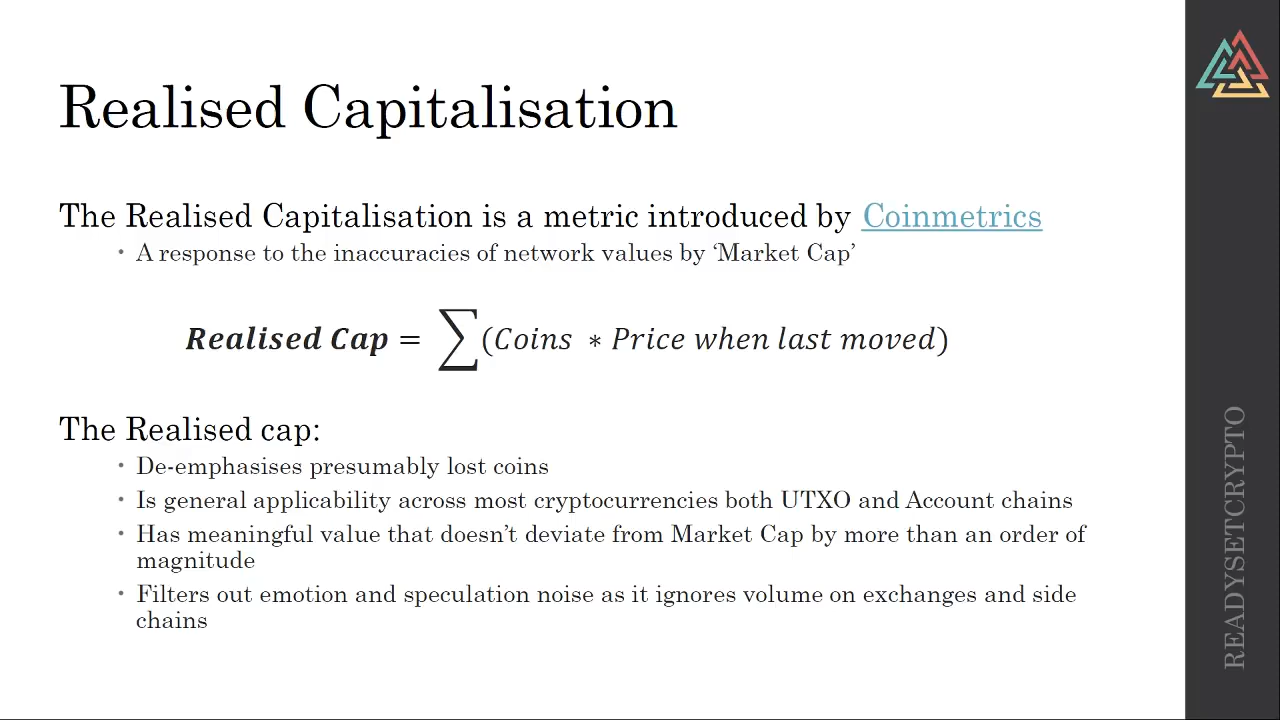 Realised Capitalisation
The Realised Capitalisation is a metric introduced by Coinmetrics
• A response to the inaccuracies of network values by ‘Market Cap’
Realised Cap = ∑(Coins * Price when last moved)
The Realised cap:
• De-emphasises presumably lost coins
• Is general applicability across most cryptocurrencies both UTXO and Account chains
• Has meaningful value that doesn’t deviate from Market Cap by more than an order of
magnitude
• Filters out emotion and speculation noise as it ignores volume on exchanges and side
chains
READYSETCRYPTO